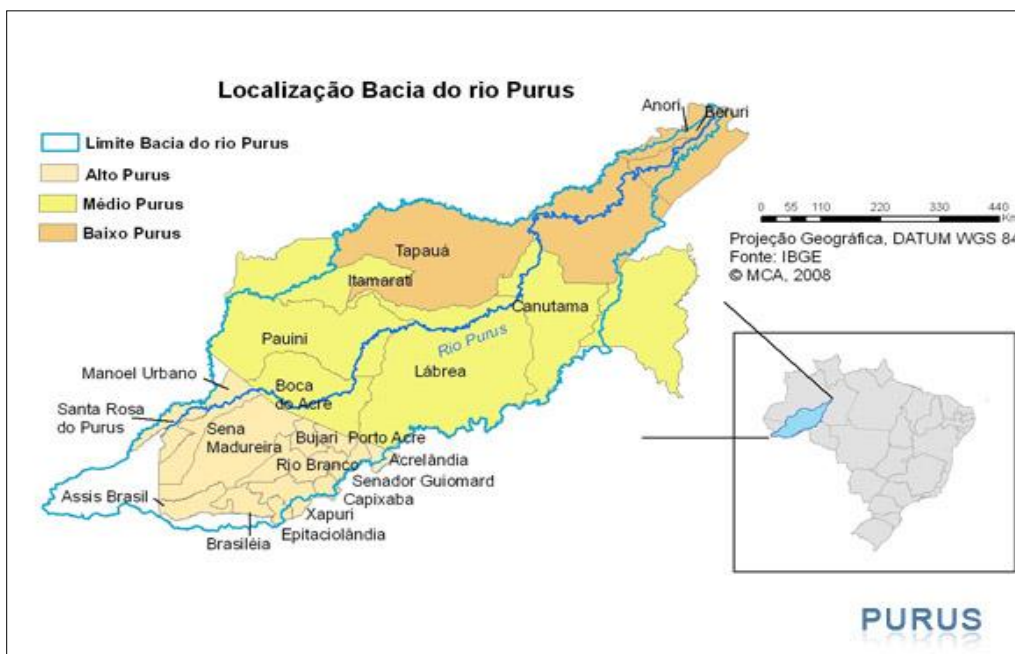 Localização Bacia do rio Purus
Limite Bacia do rio Purus
Alto Purus
Médio Purus
Baixo Purus
Anori
Beruri
0 55 110 220 330 440
Km
Projeção Geográfica, DATUM WGS 84
Fonte: IBGE
© MCA, 2008
Tapauá
Itamarati
Canutama
Pauini
Rio Purus
Lábrea
Manoel Urbano
Boca
do Acre
Santa Rosa
do Purus
Sena
Madureira
Bujari
Porto Acre
Acrelândia
Rio Branco
Senador Guiomard
Capixaba
Assis Brasil
Xapuri
Epitaciolândia
Brasiléia
PURUS